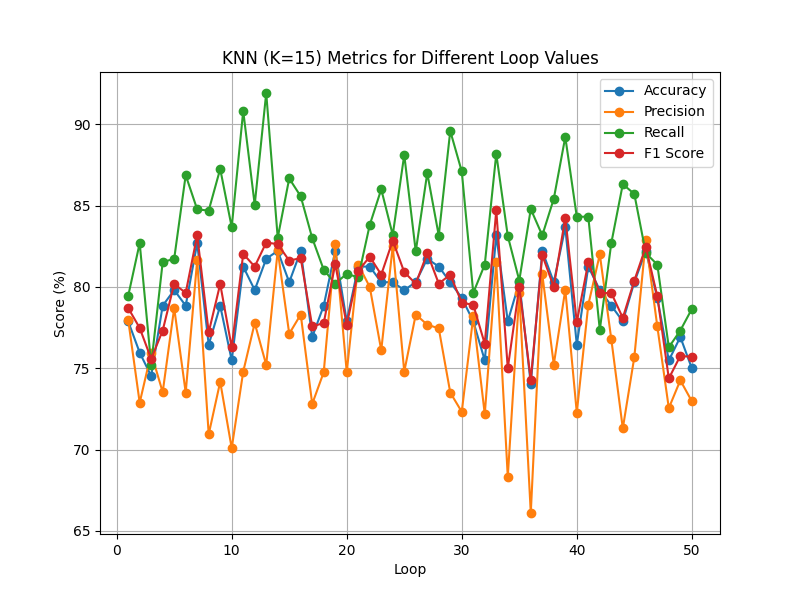 KNN (K=15) Metrics for Different Loop Values
Accuracy
Precision
Recall
F1 Score
Score (%)
90
85
80
75
70
65
0 10 20 30 40 50
Loop